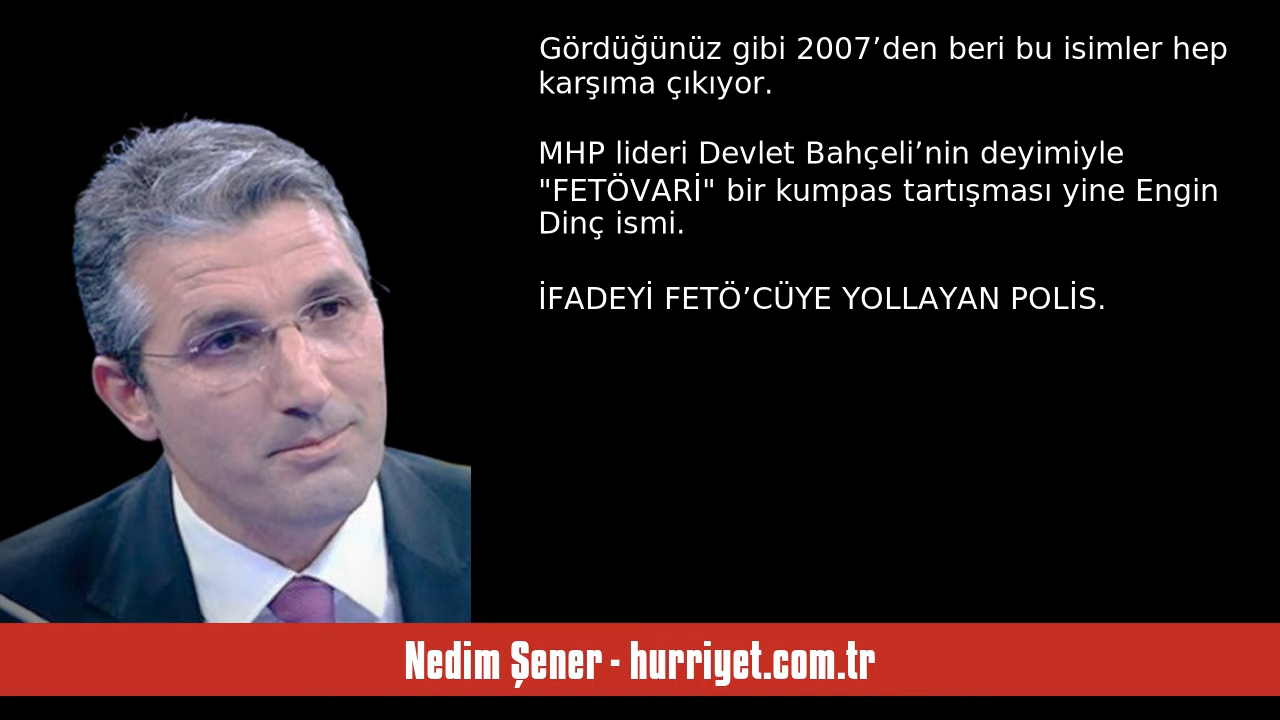 Gördüğünüz gibi 2007’den beri bu isimler hep
karşıma çıkıyor.
MHP lideri Devlet Bahçeli’nin deyimiyle
"FETÖVARİ" bir kumpas tartışması yine Engin
Dinç ismi.
İFADEYİ FETÖ’CÜYE YOLLAYAN POLİS.
Nedim Şener - hurriyet.com.tr